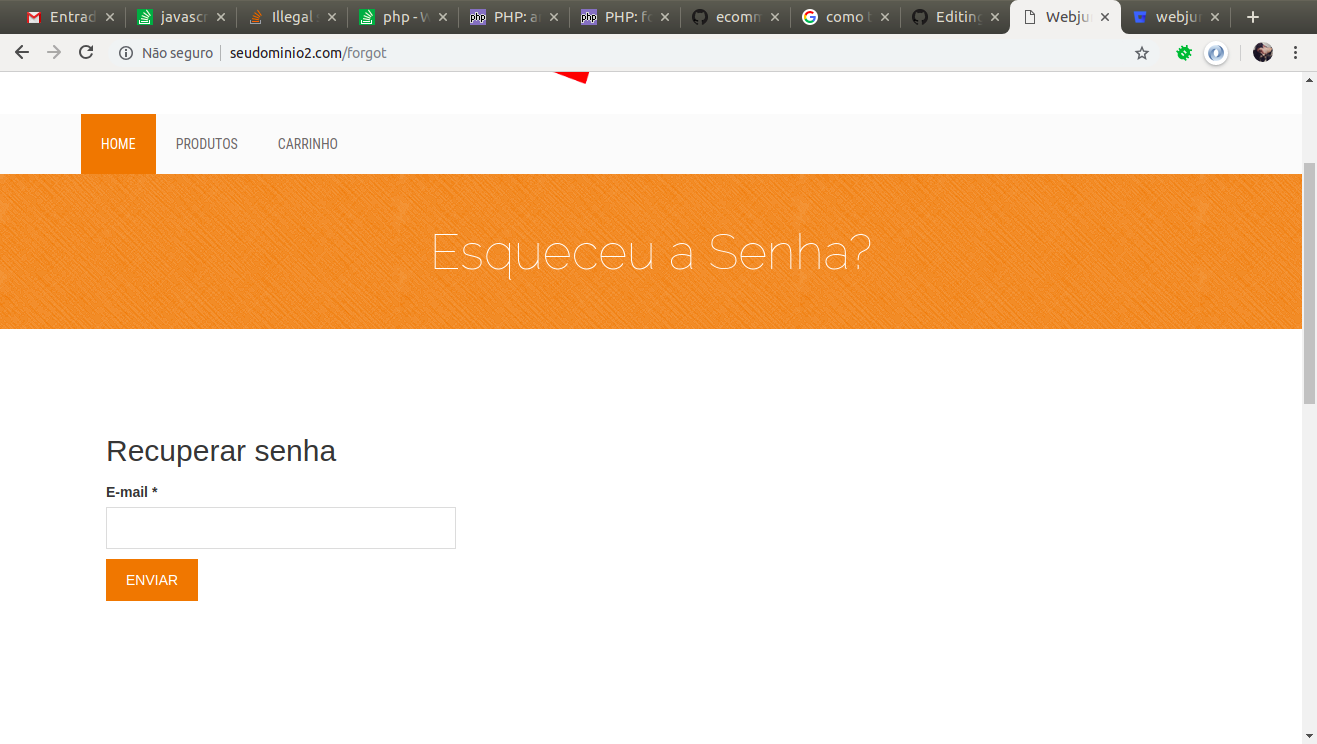 Entrad
javascr
Illegal
php - W
PHP: ar
PHP: fo
ecomm
como t
Editing
Webju
webjur
Não seguro
seudominio2.com/forgot
HOME PRODUTOS CARRINHO
Esqueceu a Senha?
Recuperar senha
E-mail *
ENVIAR